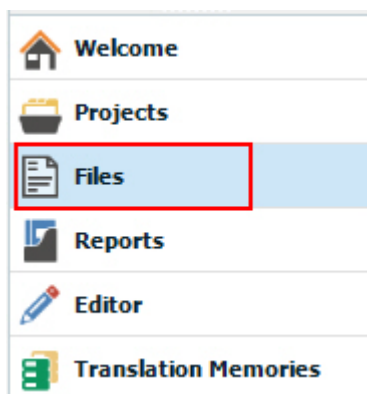 Welcome
Projects
Files
Reports
Editor
Translation Memories